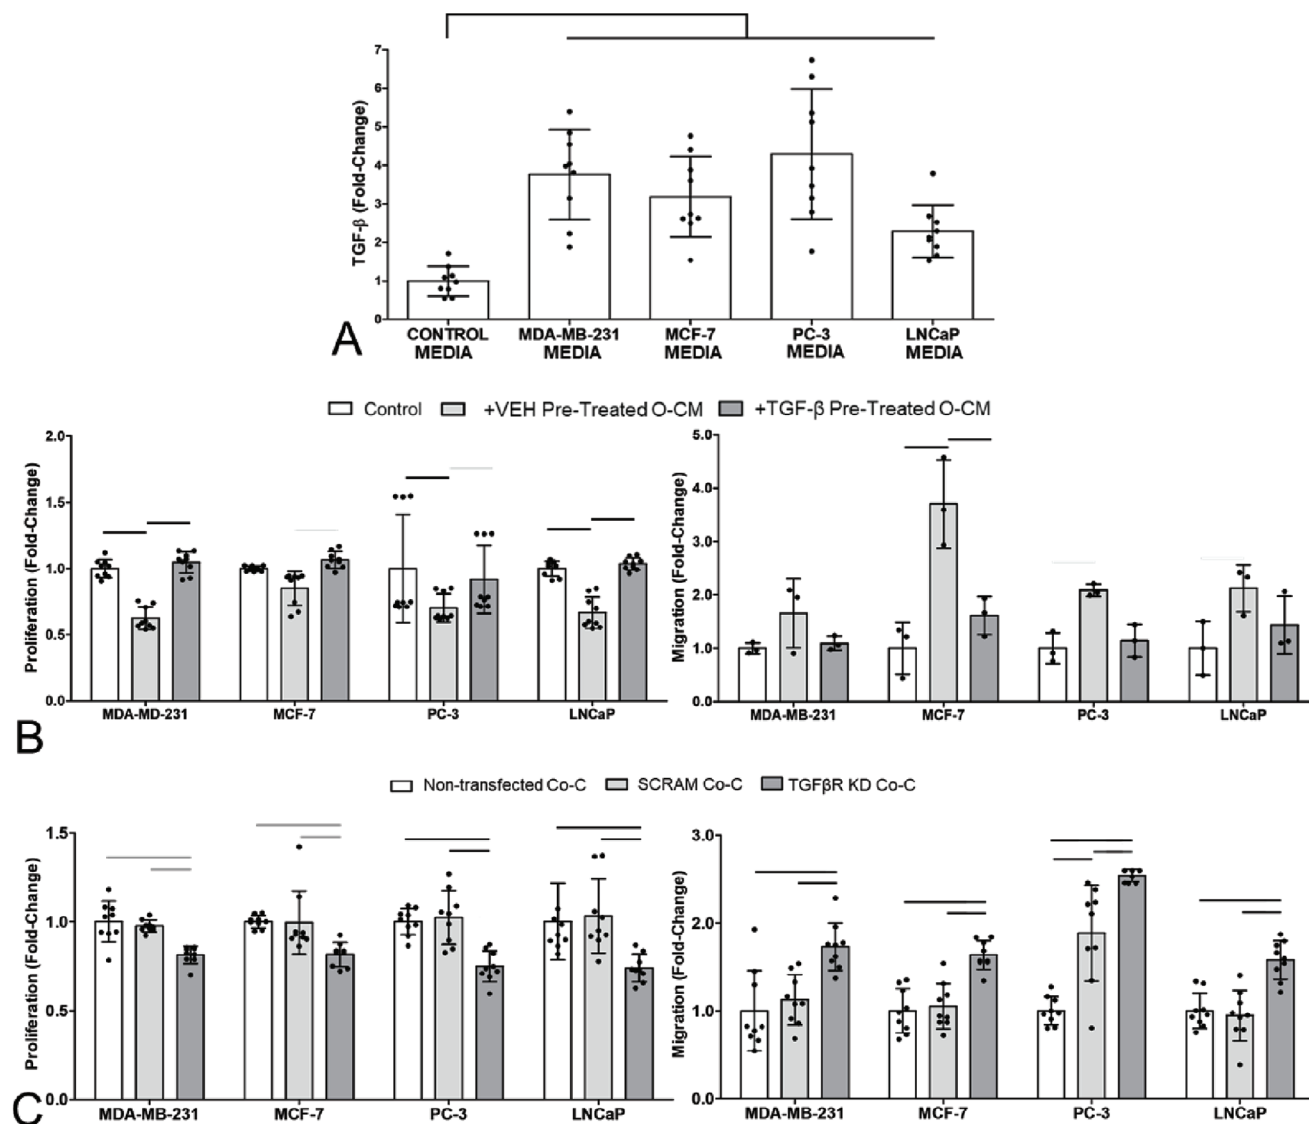 7
6
5
4
3
2
1
0
TGF-β (Fold-Change)
CONTROL MEDIA
MDA-MB-231 MEDIA
MCF-7 MEDIA
PC-3 MEDIA
LNCaP MEDIA
A
Control +VEH Pre-Treated O-CM +TGF-β Pre-Treated O-CM
2.0
1.5
1.0
0.5
0.0
Proliferation (Fold-Change)
MDA-MD-231 MCF-7 PC-3 LNCaP
5.0
4.0
3.0
2.0
1.0
0.0
Migration (Fold-Change)
MDA-MB-231 MCF-7 PC-3 LNCaP
B
Non-transfected Co-C SCRAM Co-C TGFβR KD Co-C
1.5
1.0
0.5
0.0
Proliferation (Fold-Change)
MDA-MB-231 MCF-7 PC-3 LNCaP
3.0
2.0
1.0
0.0
Migration (Fold-Change)
MDA-MB-231 MCF-7 PC-3 LNCaP
C